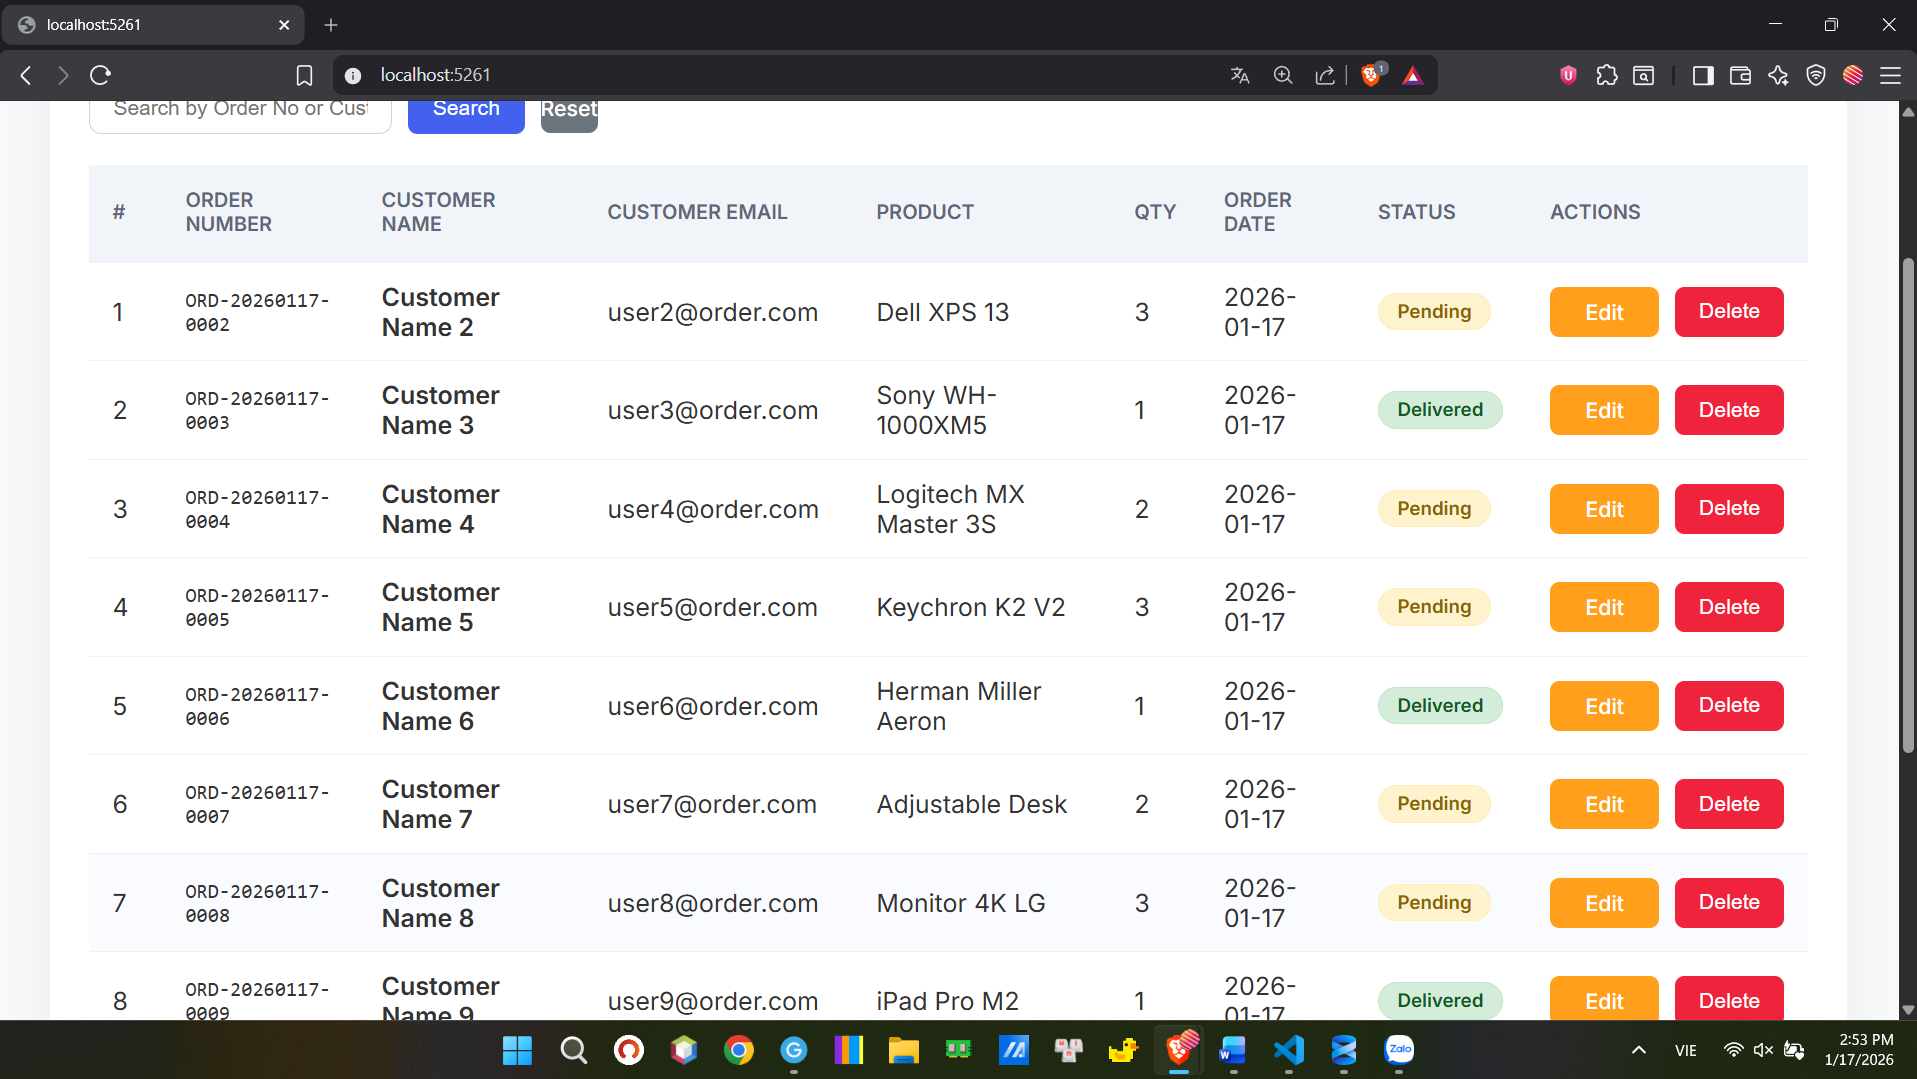 localhost:5261
localhost:5261
1
Search by Order No or Cust
Search
Reset
#
ORDER
NUMBER
CUSTOMER
NAME
CUSTOMER EMAIL
PRODUCT
QTY
ORDER
DATE
STATUS
ACTIONS
1
ORD-20260117-
0002
Customer
Name 2
user2@order.com
Dell XPS 13
3
2026-
01-17
Pending
Edit
Delete
2
ORD-20260117-
0003
Customer
Name 3
user3@order.com
Sony WH-
1000XM5
1
2026-
01-17
Delivered
Edit
Delete
3
ORD-20260117-
0004
Customer
Name 4
user4@order.com
Logitech MX
Master 3S
2
2026-
01-17
Pending
Edit
Delete
4
ORD-20260117-
0005
Customer
Name 5
user5@order.com
Keychron K2 V2
3
2026-
01-17
Pending
Edit
Delete
5
ORD-20260117-
0006
Customer
Name 6
user6@order.com
Herman Miller
Aeron
1
2026-
01-17
Delivered
Edit
Delete
6
ORD-20260117-
0007
Customer
Name 7
user7@order.com
Adjustable Desk
2
2026-
01-17
Pending
Edit
Delete
7
ORD-20260117-
0008
Customer
Name 8
user8@order.com
Monitor 4K LG
3
2026-
01-17
Pending
Edit
Delete
8
ORD-20260117-
0009
Customer
Name 9
user9@order.com
iPad Pro M2
1
2026-
01-17
Delivered
Edit
Delete
Zalo
VIE
2:53 PM
1/17/2026